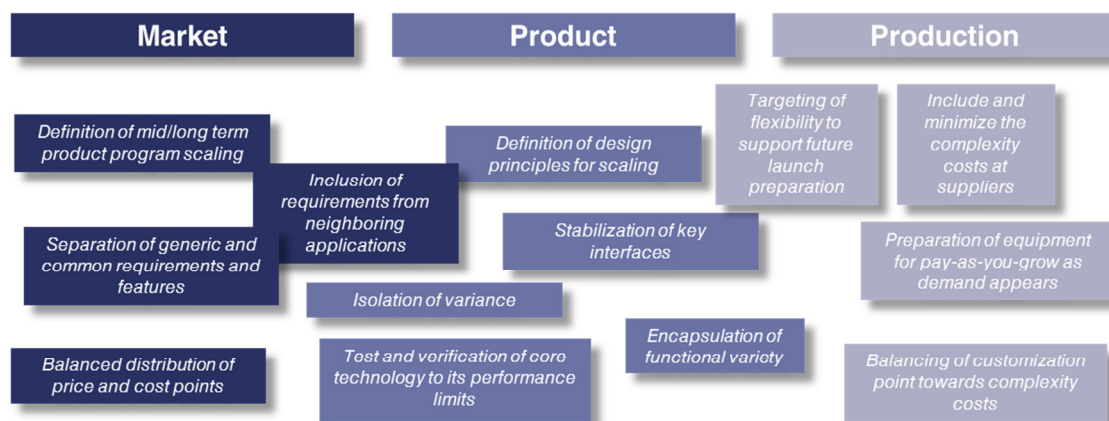 Market
Product
Production
Definition of mid/long term
product program scaling
Inclusion of
requirements from
neighboring
applications
Separation of generic and
common requirements and
features
Balanced distribution of
price and cost points
Definition of design
principles for scaling
Stabilization of key
interfaces
Isolation of variance
Test and verification of core
technology to its performance
limits
Encapsulation of
functional variety
Targeting of
flexibility to
support future
launch
preparation
Include and
minimize the
complexity
costs at
suppliers
Preparation of equipment
for pay-as-you-grow as
demand appears
Balancing of customization
point towards complexity
costs